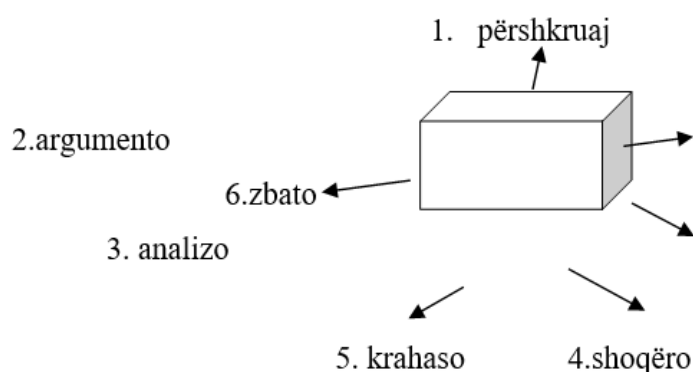 1. përshkruaj
2.argumento
6.zbato
3. analizo
5. krahaso
4.shoqëro